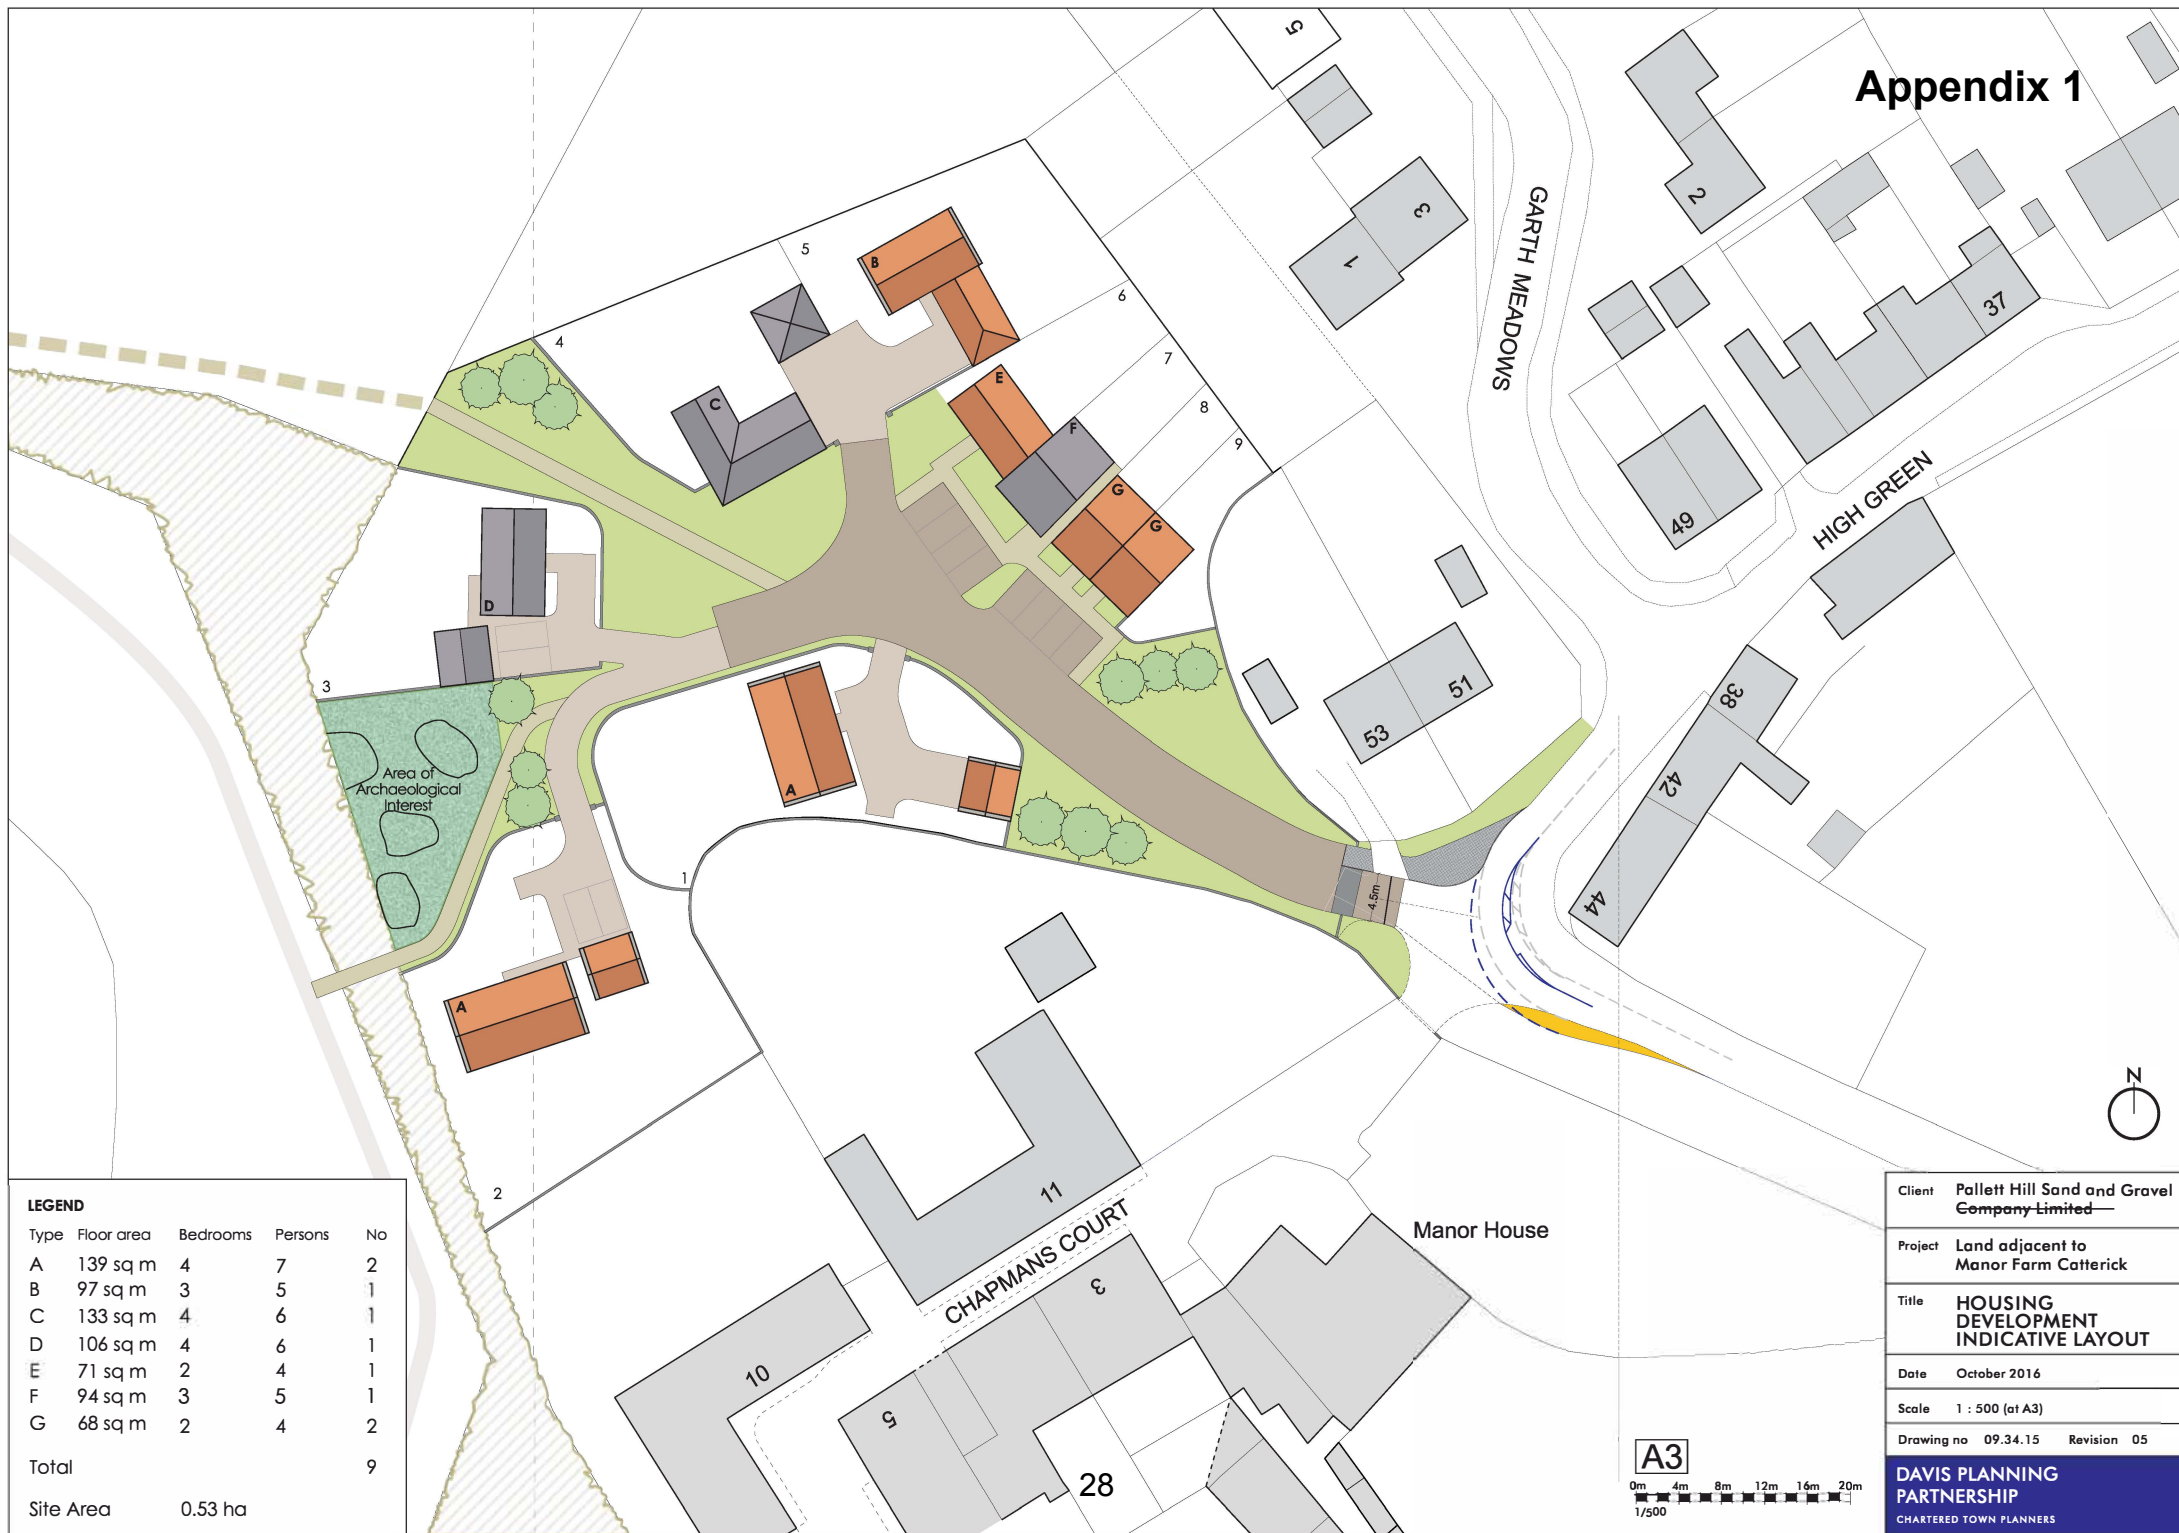 Appendix 1
5
3
1
2
GARTH MEADOWS
37
49
HIGH GREEN
38
42
44
51
53
4.5m
5
4
6
7
8
9
B
C
E
F
G
G
D
3
A
A
1
2
Area of
Archaeological
Interest
11
CHAPMANS COURT
Manor House
10
3
5
28
N
LEGEND
Type Floor area Bedrooms Persons No
A 139 sq m 4 7 2
B 97 sq m 3 5 1
C 133 sq m 4 6 1
D 106 sq m 4 6 1
E 71 sq m 2 4 1
F 94 sq m 3 5 1
G 68 sq m 2 4 2
Total 9
Site Area 0.53 ha
A3
0m 4m 8m 12m 16m 20m
1/500
Client Pallett Hill Sand and Gravel
Company Limited
Project Land adjacent to
Manor Farm Catterick
Title HOUSING
DEVELOPMENT
INDICATIVE LAYOUT
Date October 2016
Scale 1 : 500 (at A3)
Drawing no 09.34.15 Revision 05
DAVIS PLANNING
PARTNERSHIP
CHARTERED TOWN PLANNERS